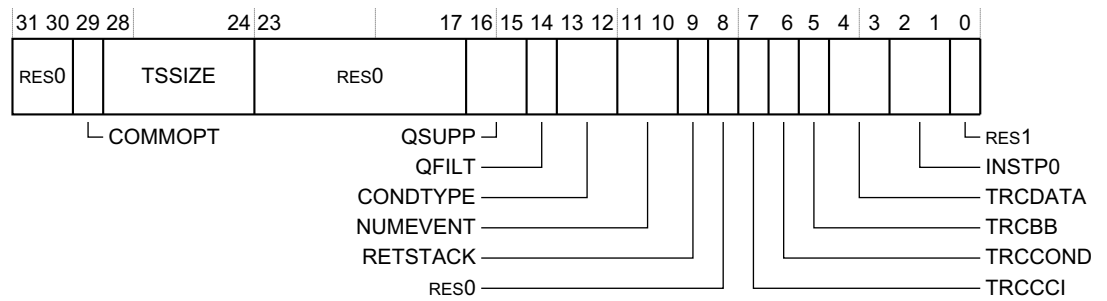 31 30 29 28 24 23 17 16 15 14 13 12 11 10 9 8 7 6 5 4 3 2 1 0
RES0 TSSIZE RES0
COMMOPT QSUPP RES1
QFILT INSTP0
CONDTYPE TRCDATA
NUMEVENT TRCBB
RETSTACK TRCCOND
RES0 TRCCCI